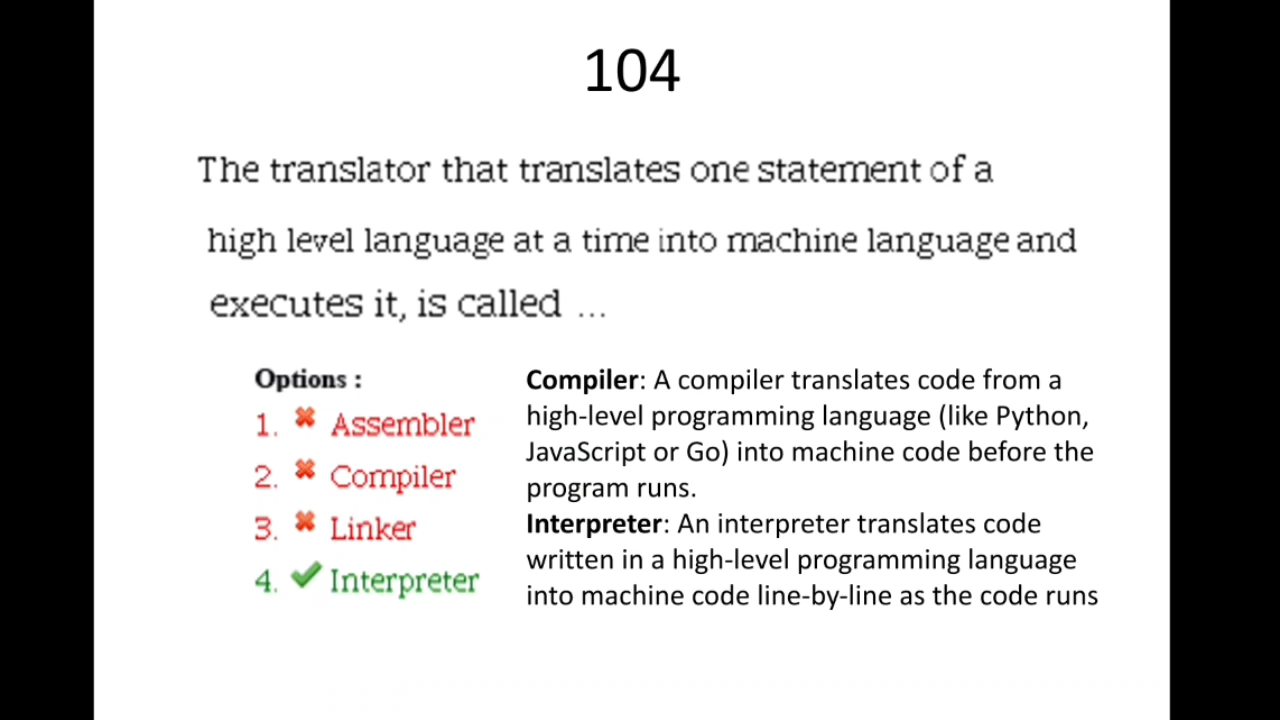 104
The translator that translates one statement of a
high level language at a time into machine language and
executes it, is called ...
Options :
1. ✖ Assembler
2. ✖ Compiler
3. ✖ Linker
4. ✔ Interpreter
Compiler: A compiler translates code from a
high-level programming language (like Python,
JavaScript or Go) into machine code before the
program runs.
Interpreter: An interpreter translates code
written in a high-level programming language
into machine code line-by-line as the code runs